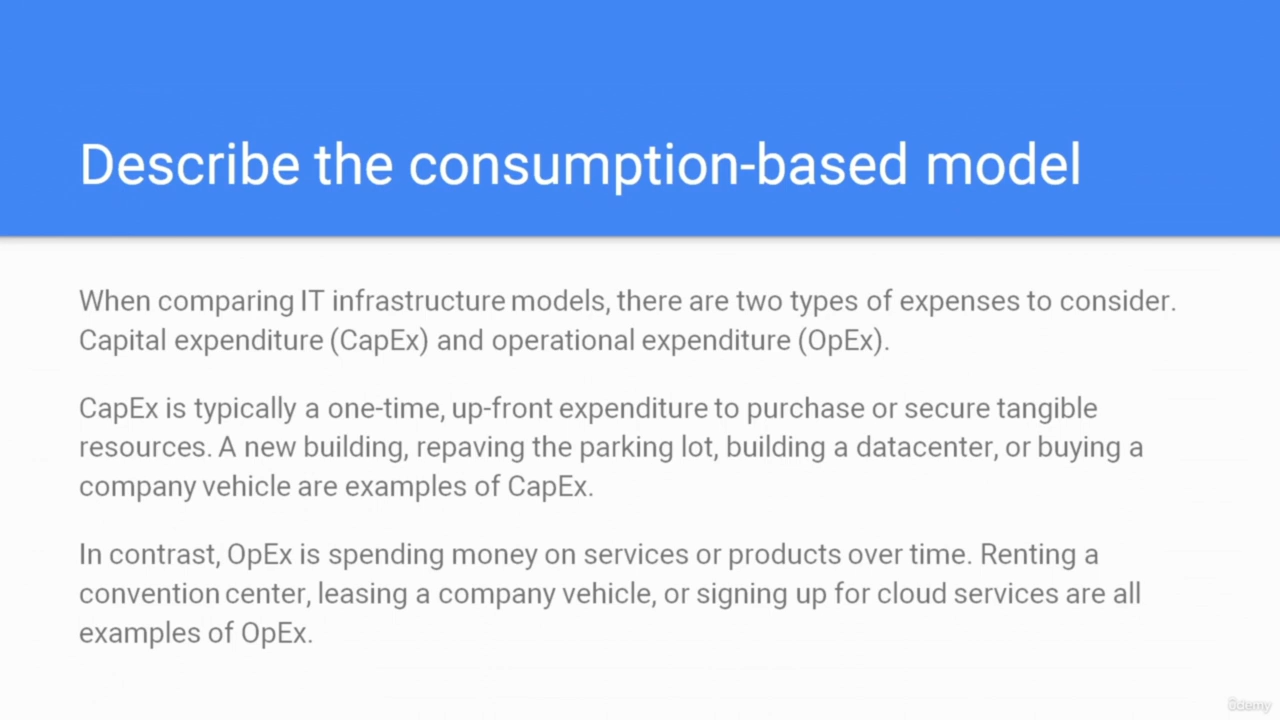 Describe the consumption-based model
When comparing IT infrastructure models, there are two types of expenses to consider.
Capital expenditure (CapEx) and operational expenditure (OpEx).
CapEx is typically a one-time, up-front expenditure to purchase or secure tangible
resources. A new building, repaving the parking lot, building a datacenter, or buying a
company vehicle are examples of CapEx.
In contrast, OpEx is spending money on services or products over time. Renting a
convention center, leasing a company vehicle, or signing up for cloud services are all
examples of OpEx.
ûdemy